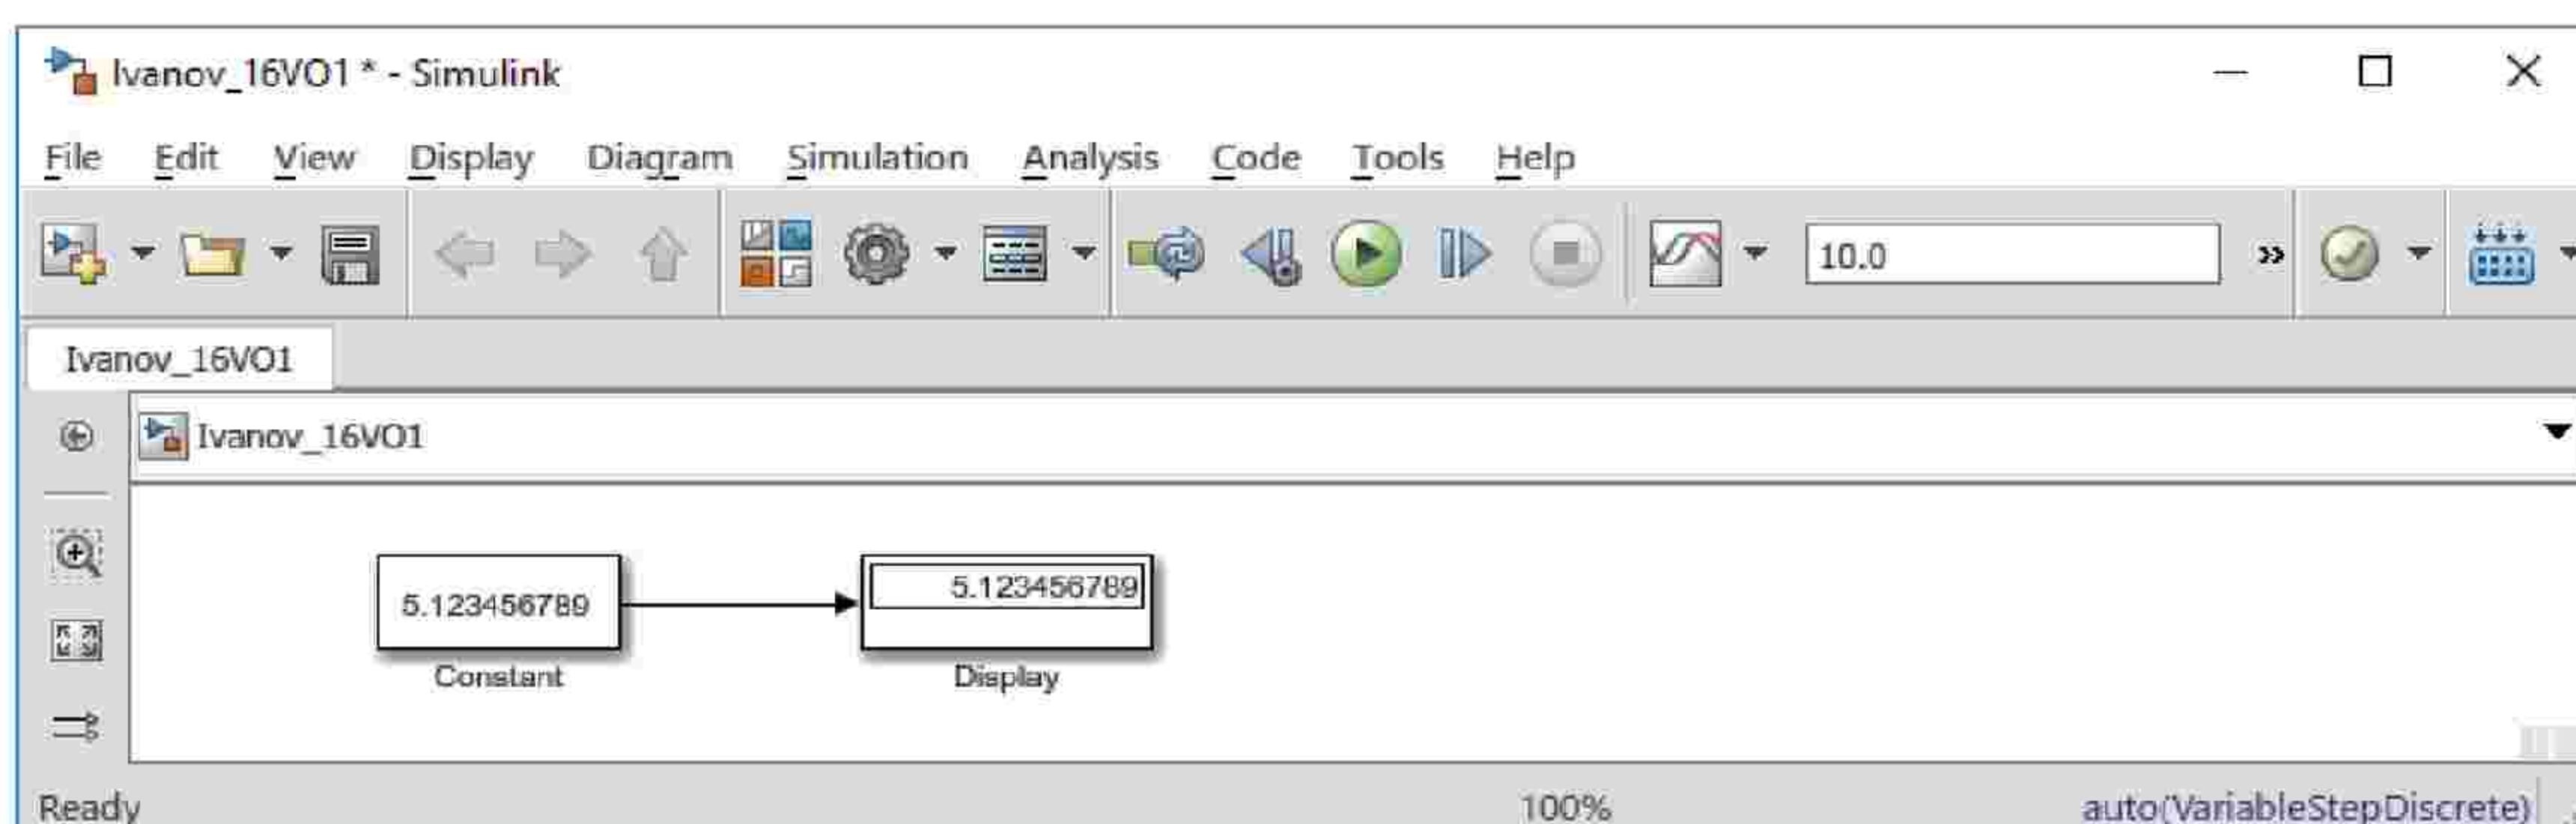 Ivanov_16VO1 * - Simulink
File Edit View Display Diagram Simulation Analysis Code Tools Help
10.0 »
Ivanov_16VO1
Ivanov_16VO1
5.123456789 5.123456789
Constant Display
Ready 100% auto(VariableStepDiscrete)